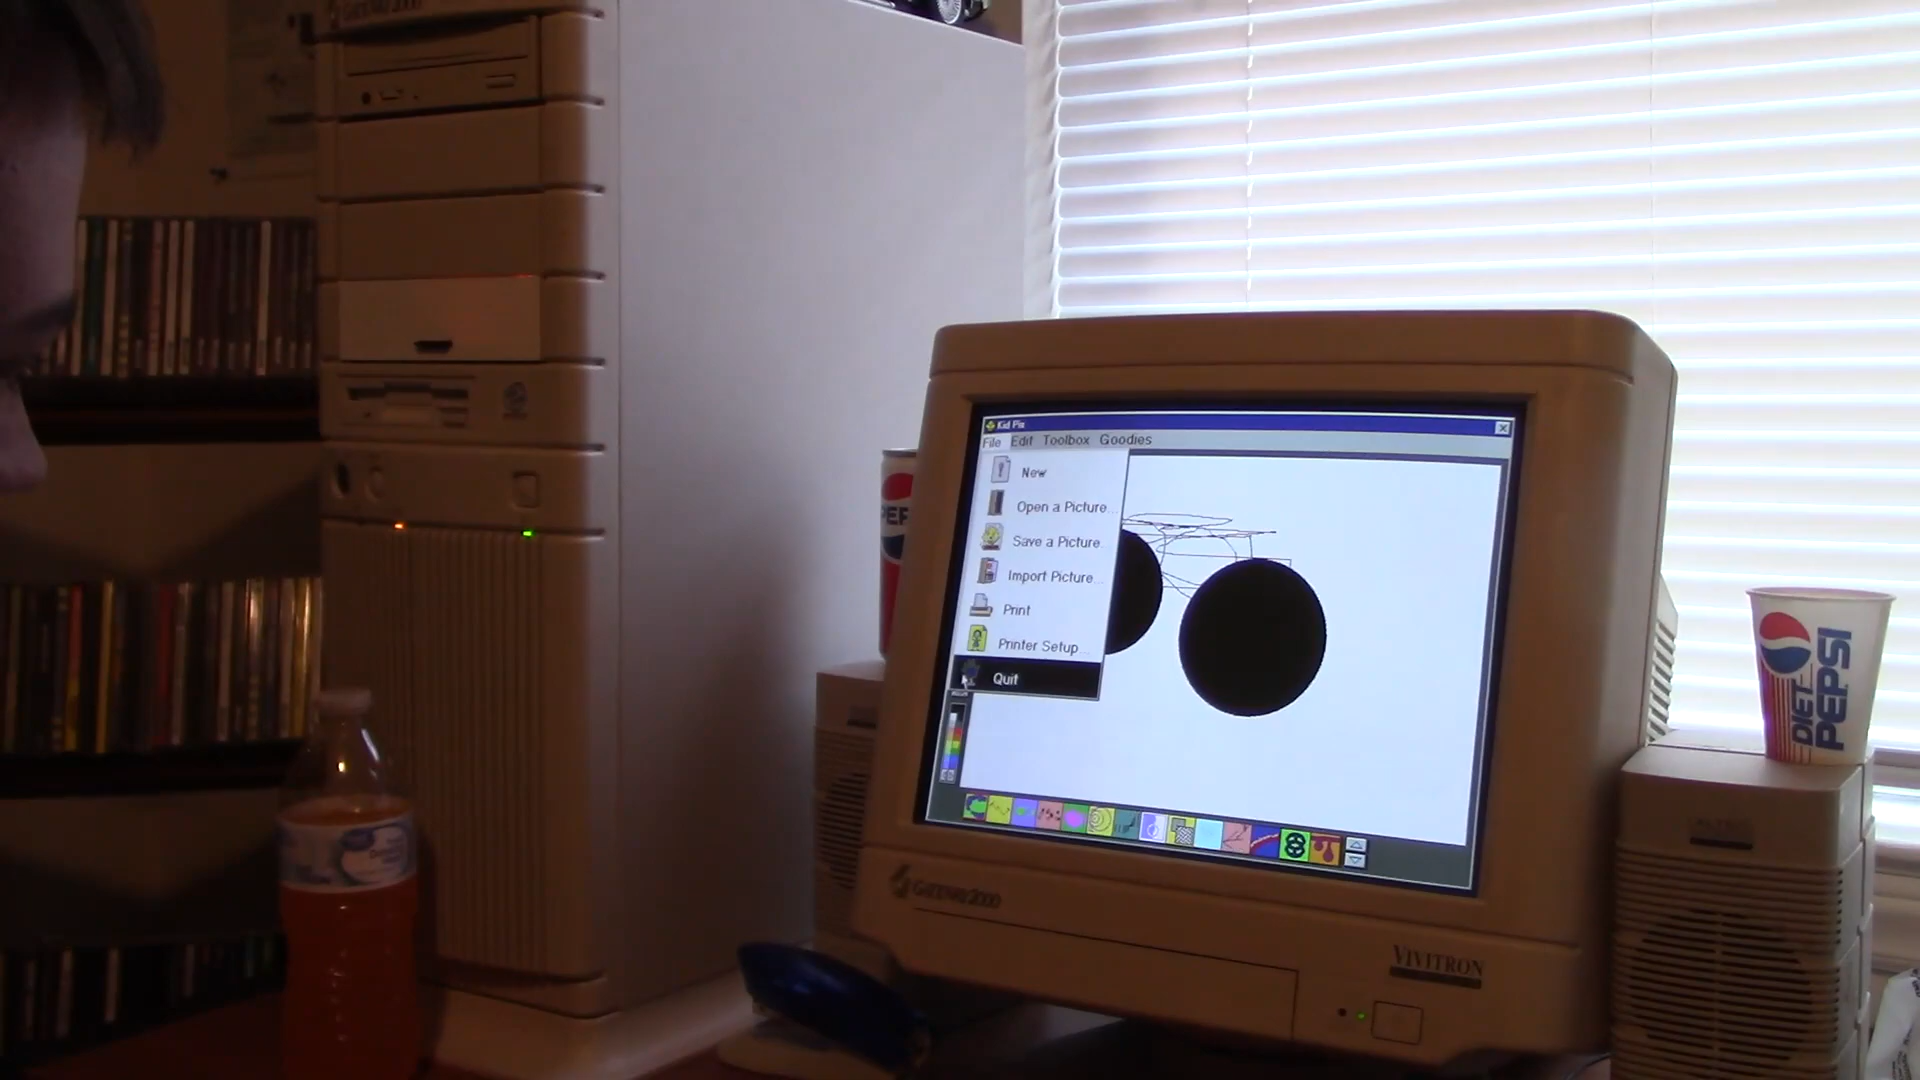 GATEWAY2000
Kid Pix
File Edit Toolbox Goodies
New
Open a Picture...
Save a Picture
Import Picture...
Print
Printer Setup...
Quit
PEP
DIET
PEPSI
GATEWAY2000
VIVITRON